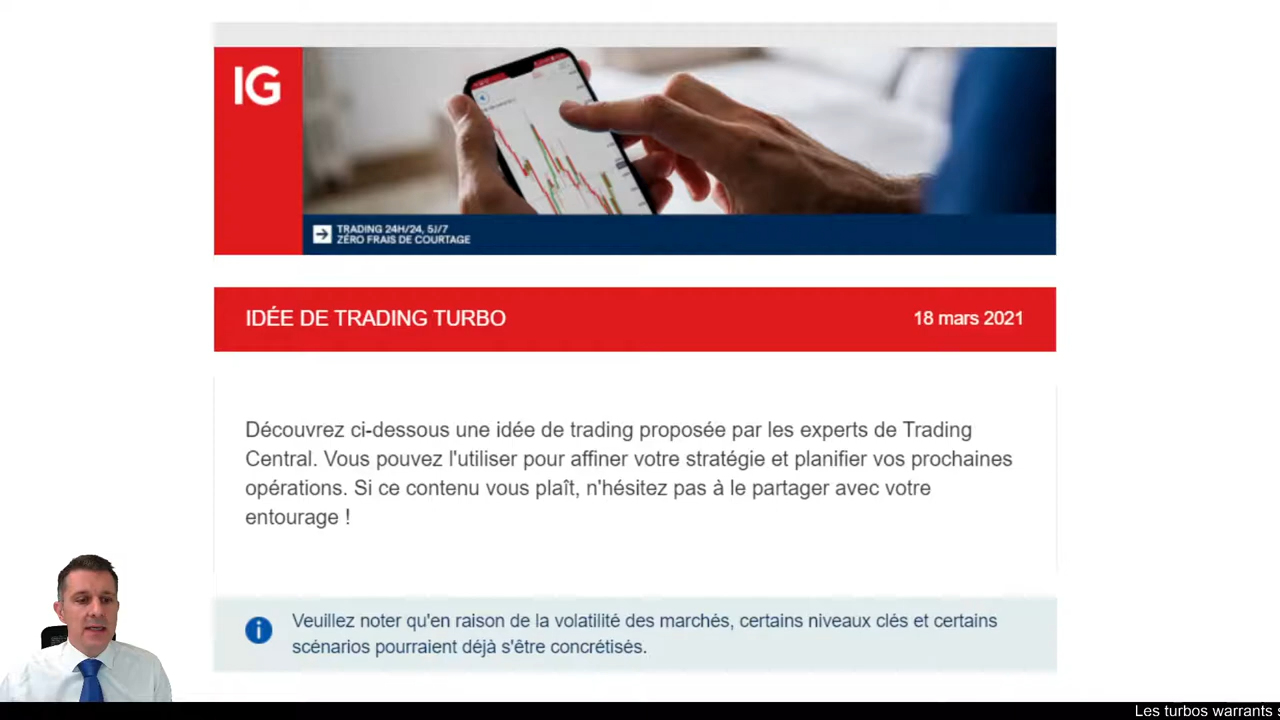 IG
TRADING 24H/24, 5J/7
ZÉRO FRAIS DE COURTAGE
IDÉE DE TRADING TURBO
18 mars 2021
Découvrez ci-dessous une idée de trading proposée par les experts de Trading
Central. Vous pouvez l'utiliser pour affiner votre stratégie et planifier vos prochaines
opérations. Si ce contenu vous plaît, n'hésitez pas à le partager avec votre
entourage !
Veuillez noter qu'en raison de la volatilité des marchés, certains niveaux clés et certains
scénarios pourraient déjà s'être concrétisés.
Les turbos warrants s